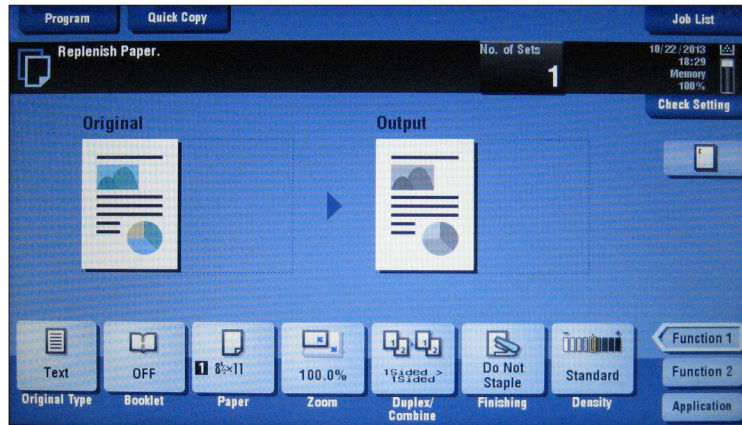 Program
Quick Copy
Job List
Replenish Paper.
No. of Sets
1
10/22/2013
18:29
Memory
100%
Check Setting
Original
Output
Text
OFF
1 8½×11
100.0%
1Sided >
1Sided
Do Not
Staple
Standard
Original Type
Booklet
Paper
Zoom
Duplex/
Combine
Finishing
Density
Function 1
Function 2
Application